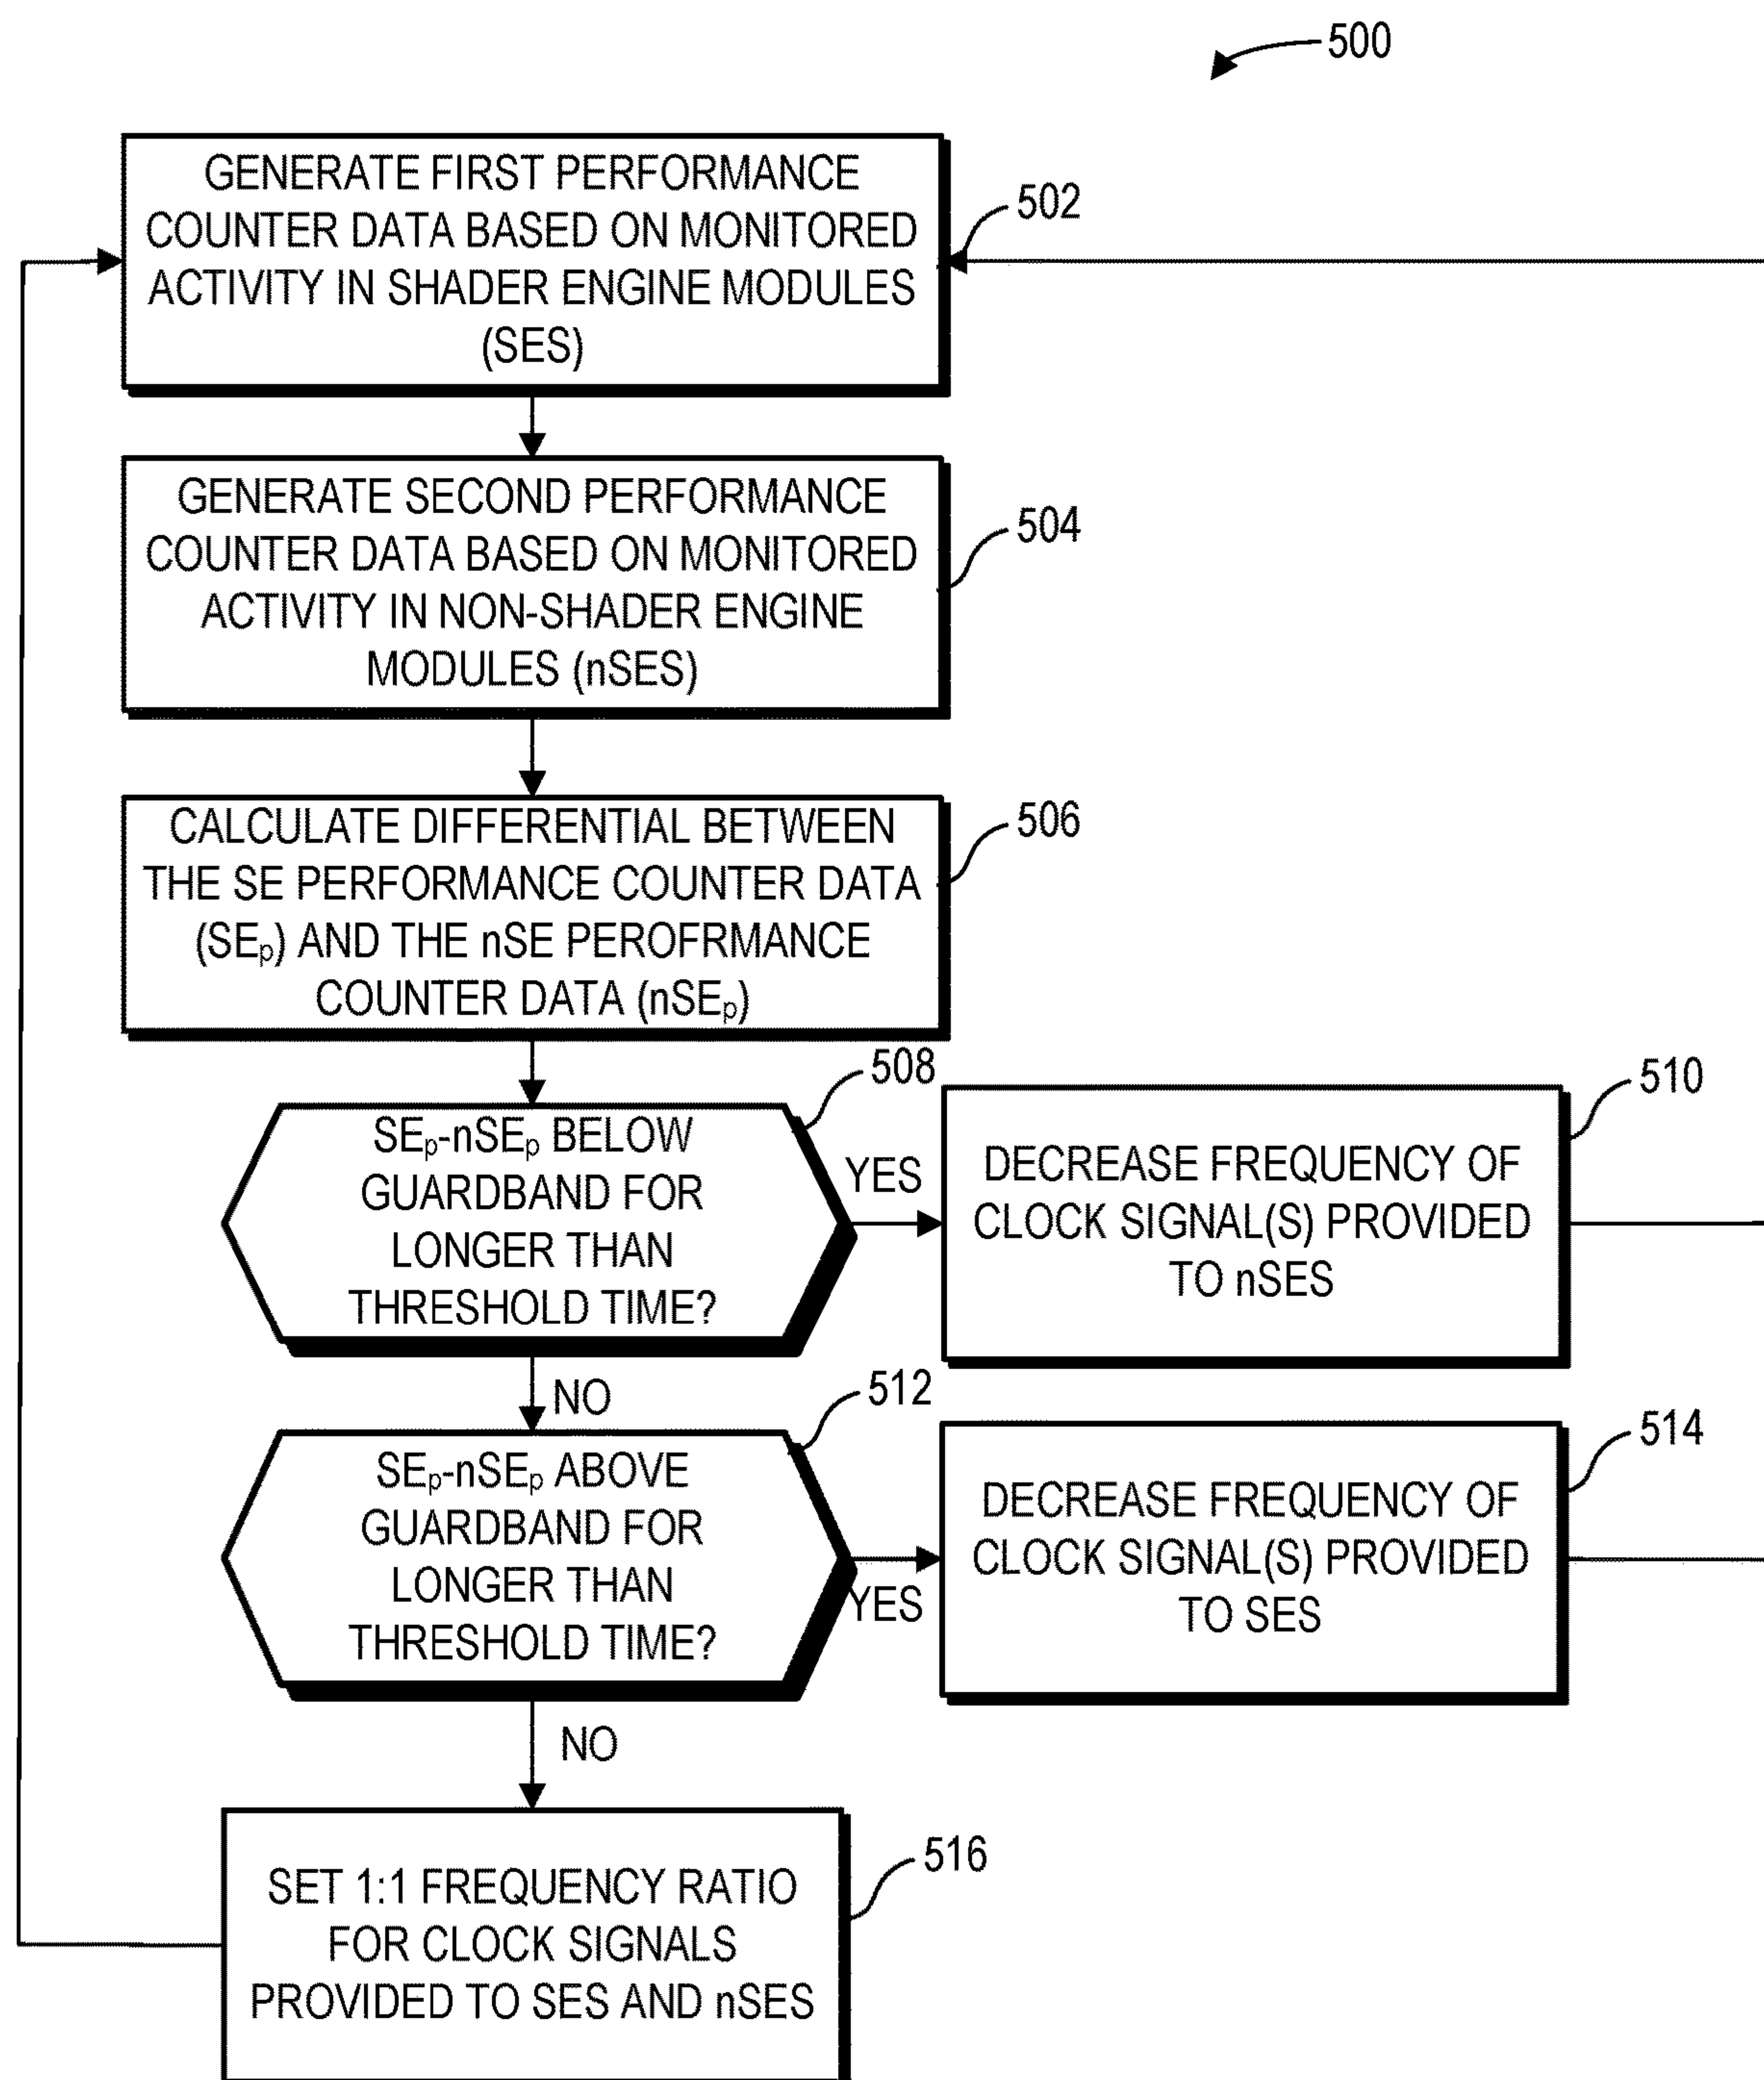 500
GENERATE FIRST PERFORMANCE
COUNTER DATA BASED ON MONITORED
ACTIVITY IN SHADER ENGINE MODULES
(SES)
502
GENERATE SECOND PERFORMANCE
COUNTER DATA BASED ON MONITORED
ACTIVITY IN NON-SHADER ENGINE
MODULES (nSES)
504
CALCULATE DIFFERENTIAL BETWEEN
THE SE PERFORMANCE COUNTER DATA
(SEₚ) AND THE nSE PEROFRMANCE
COUNTER DATA (nSEₚ)
506
SEₚ-nSEₚ BELOW
GUARDBAND FOR
LONGER THAN
THRESHOLD TIME?
508
YES
DECREASE FREQUENCY OF
CLOCK SIGNAL(S) PROVIDED
TO nSES
510
NO
SEₚ-nSEₚ ABOVE
GUARDBAND FOR
LONGER THAN
THRESHOLD TIME?
512
YES
DECREASE FREQUENCY OF
CLOCK SIGNAL(S) PROVIDED
TO SES
514
NO
SET 1:1 FREQUENCY RATIO
FOR CLOCK SIGNALS
PROVIDED TO SES AND nSES
516